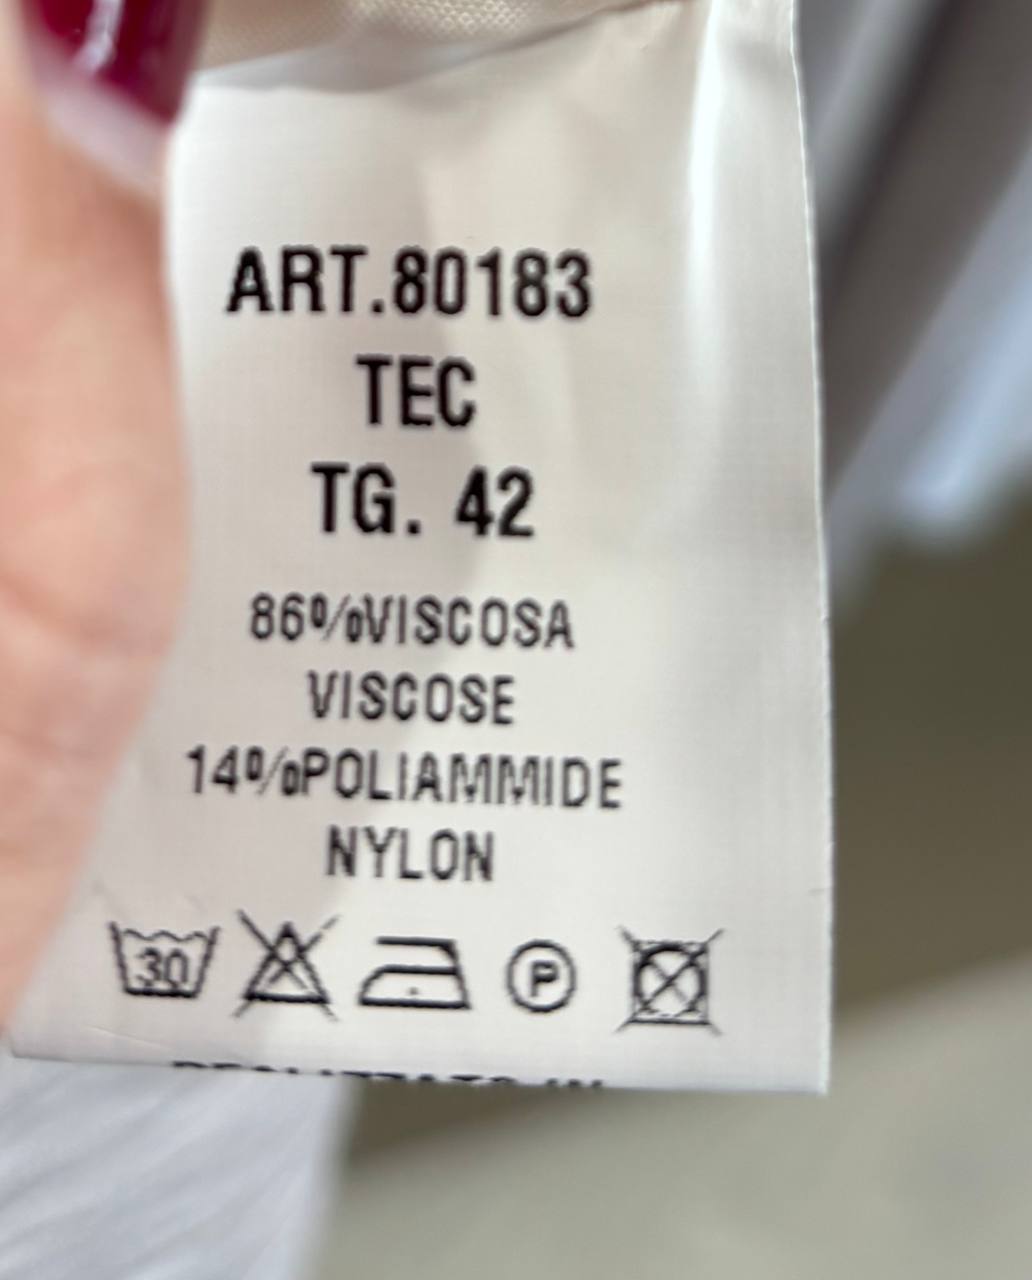 ART.80183
TEC
TG. 42
86%VISCOSA
VISCOSE
14%POLIAMMIDE
NYLON
30 P